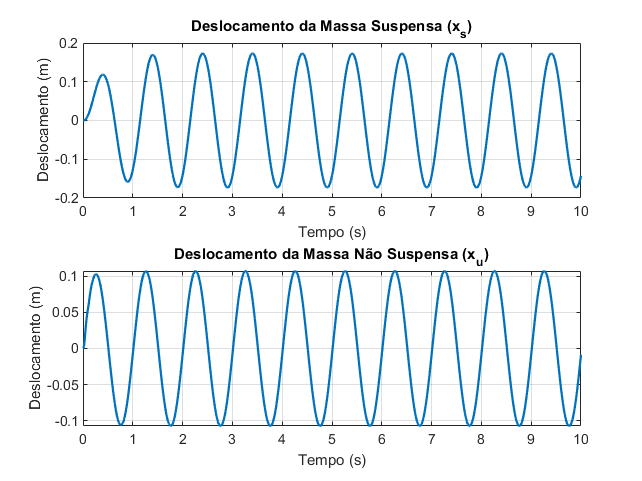 Deslocamento da Massa Suspensa (x_s)
Deslocamento (m)
0.2
0.1
0
-0.1
-0.2
0 1 2 3 4 5 6 7 8 9 10
Tempo (s)
Deslocamento da Massa Não Suspensa (x_u)
Deslocamento (m)
0.1
0.05
0
-0.05
-0.1
0 1 2 3 4 5 6 7 8 9 10
Tempo (s)